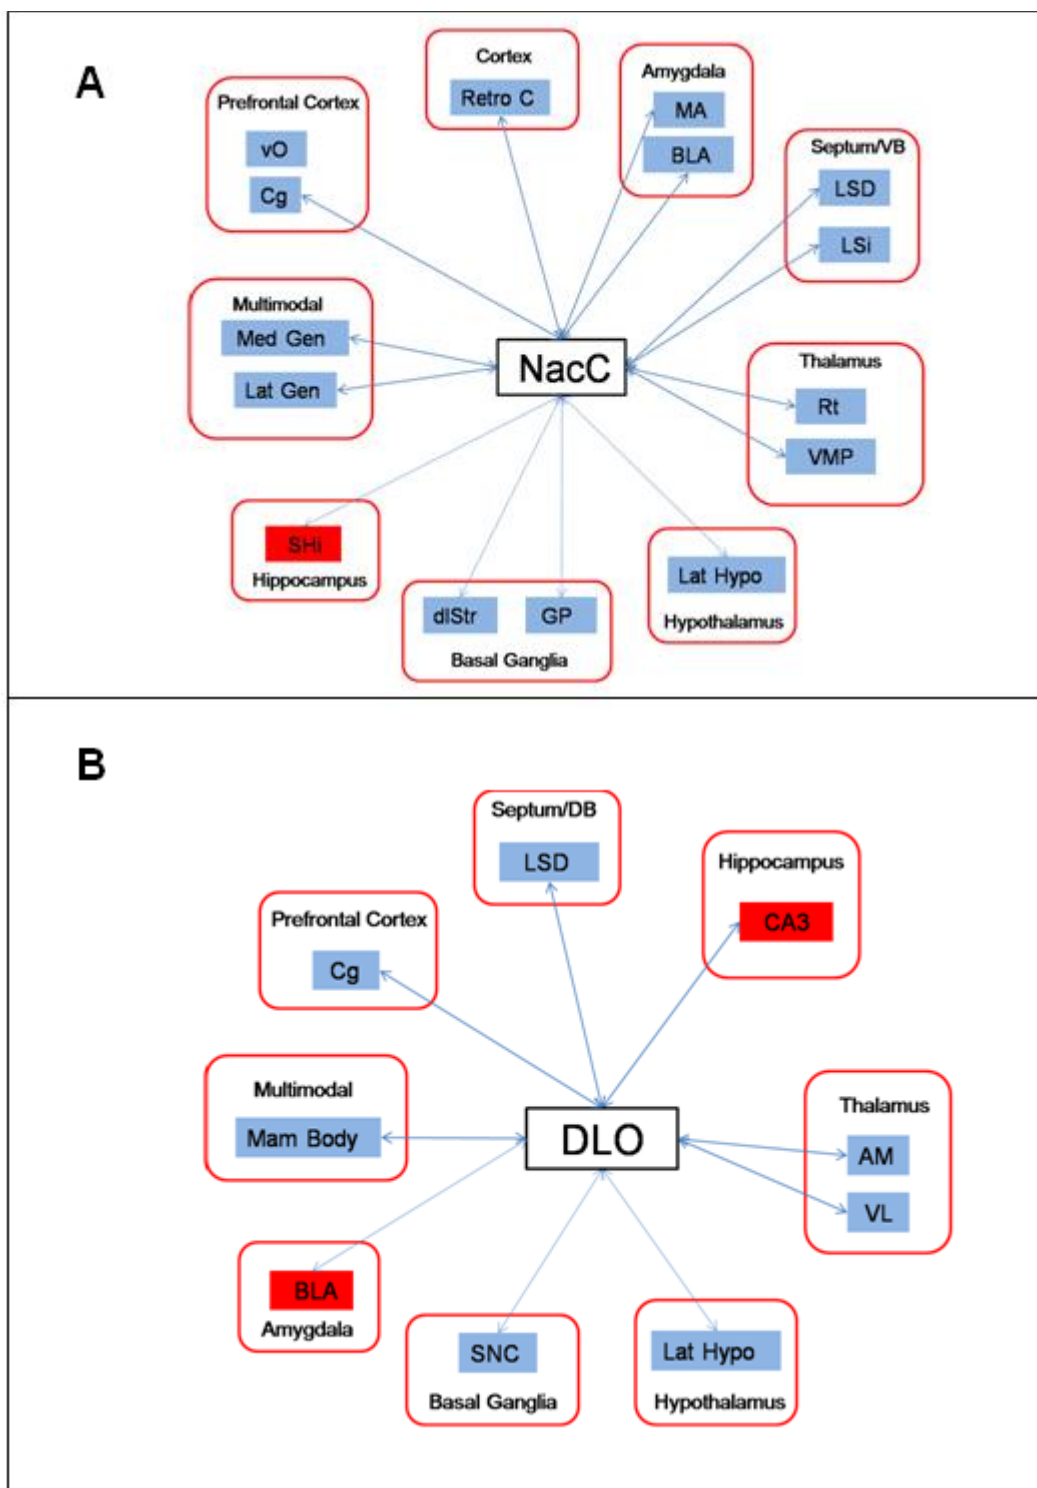 A
Prefrontal Cortex
vO
Cg
Cortex
Retro C
Amygdala
MA
BLA
Septum/VB
LSD
LSi
Multimodal
Med Gen
Lat Gen
NacC
Thalamus
Rt
VMP
SHi
Hippocampus
dlStr
GP
Basal Ganglia
Lat Hypo
Hypothalamus
B
Septum/DB
LSD
Hippocampus
CA3
Prefrontal Cortex
Cg
Multimodal
Mam Body
DLO
Thalamus
AM
VL
BLA
Amygdala
SNC
Basal Ganglia
Lat Hypo
Hypothalamus